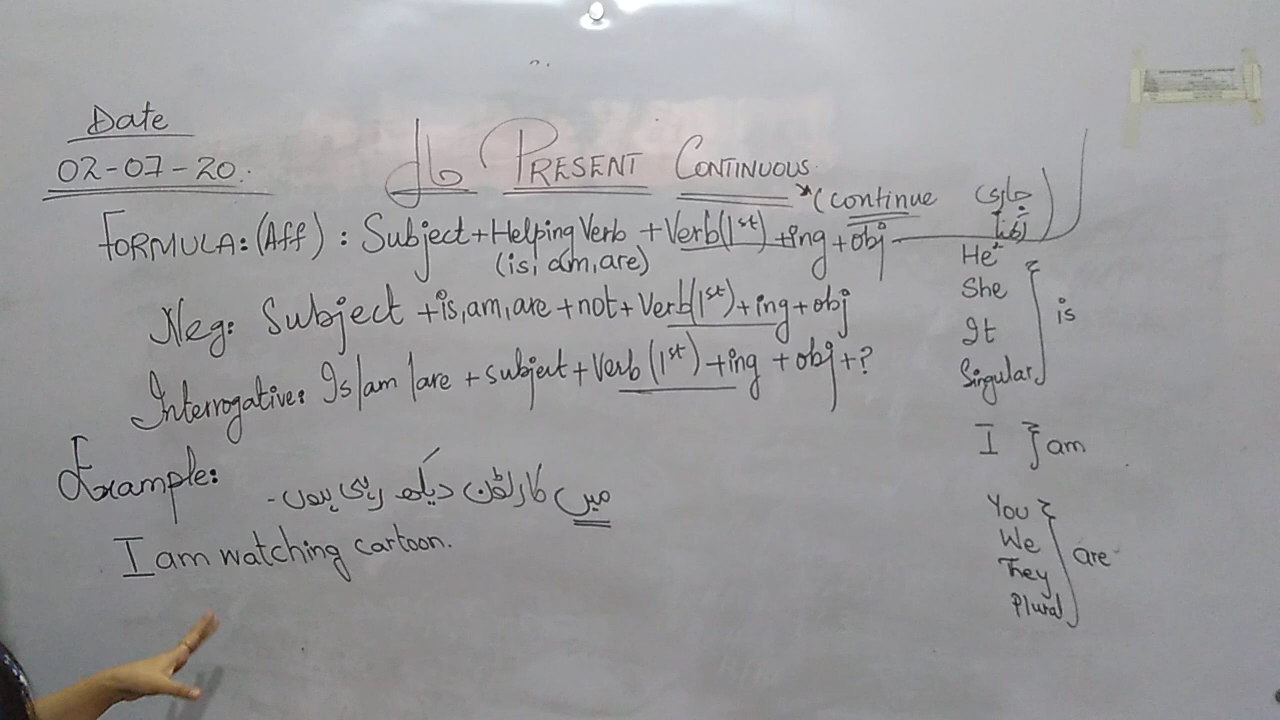 Date
02-07-20.
حال PRESENT CONTINUOUS.
*(continue جاری رکھنا)
FORMULA:(Aff): Subject+Helping Verb +Verb(1st)+ing+obj
(is, am, are)
Neg: Subject +is,am,are+not+Verb(1st)+ing+obj
Interrogative: Is/am/are + subject+Verb(1st)+ing +obj+?
Example:
میں کارٹون دیکھ رہی ہوں۔
I am watching cartoon.
He
She
It
Singular
is
I } am
You
We
They
Plural
are